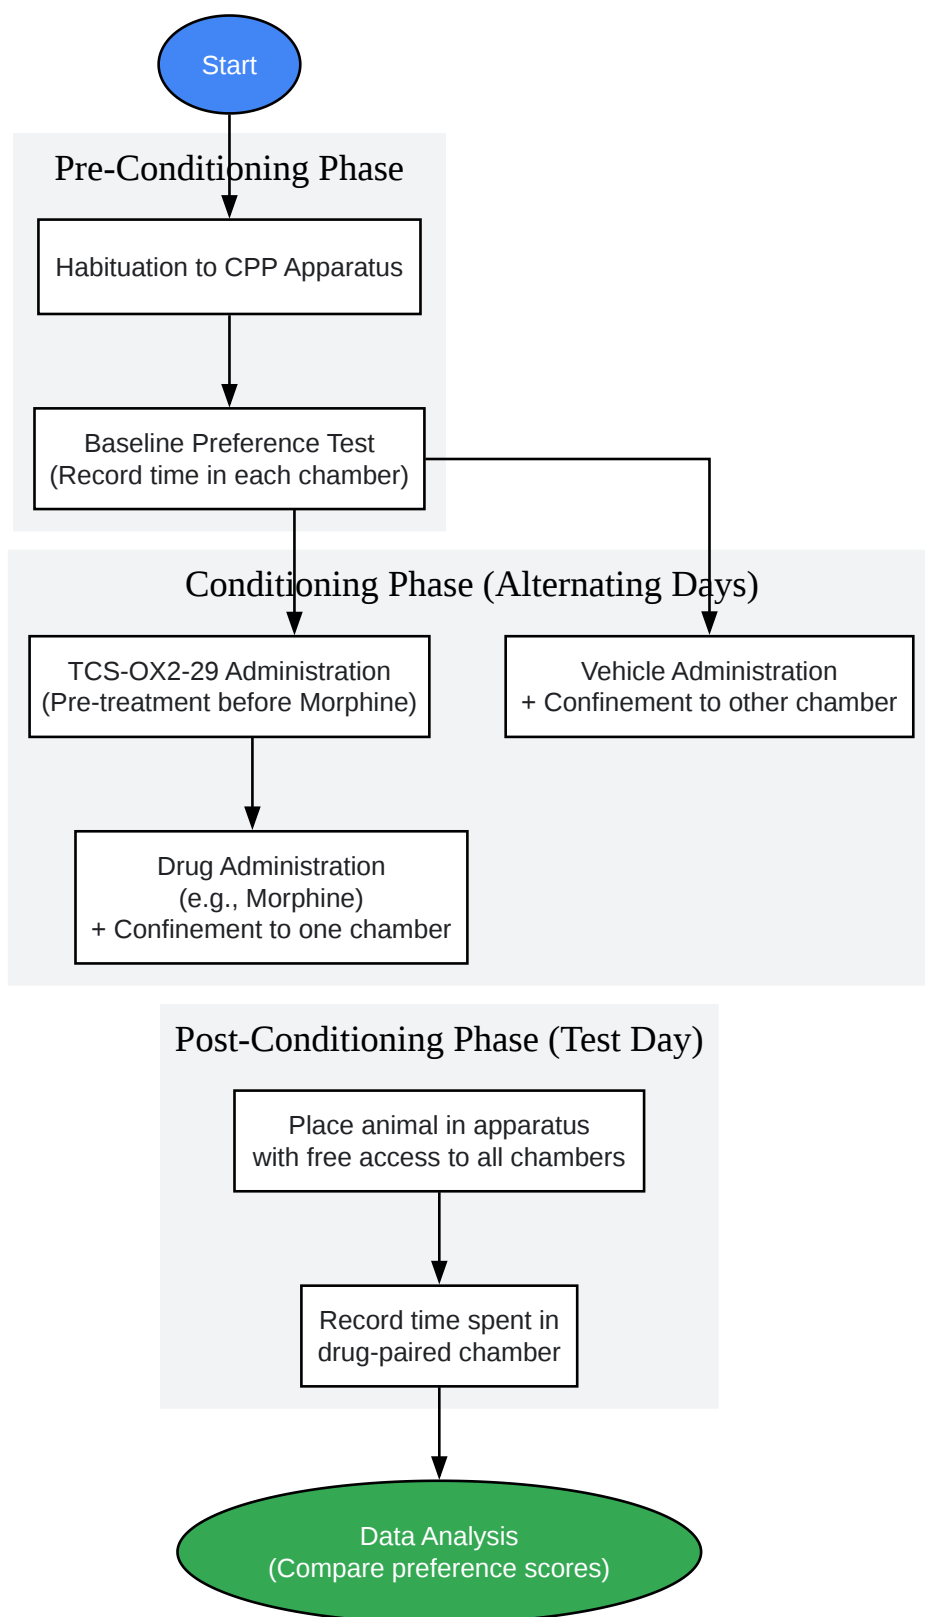 Start
Pre-Conditioning Phase
Habituation to CPP Apparatus
Baseline Preference Test
(Record time in each chamber)
Conditioning Phase (Alternating Days)
TCS-OX2-29 Administration
(Pre-treatment before Morphine)
Vehicle Administration
+ Confinement to other chamber
Drug Administration
(e.g., Morphine)
+ Confinement to one chamber
Post-Conditioning Phase (Test Day)
Place animal in apparatus
with free access to all chambers
Record time spent in
drug-paired chamber
Data Analysis
(Compare preference scores)